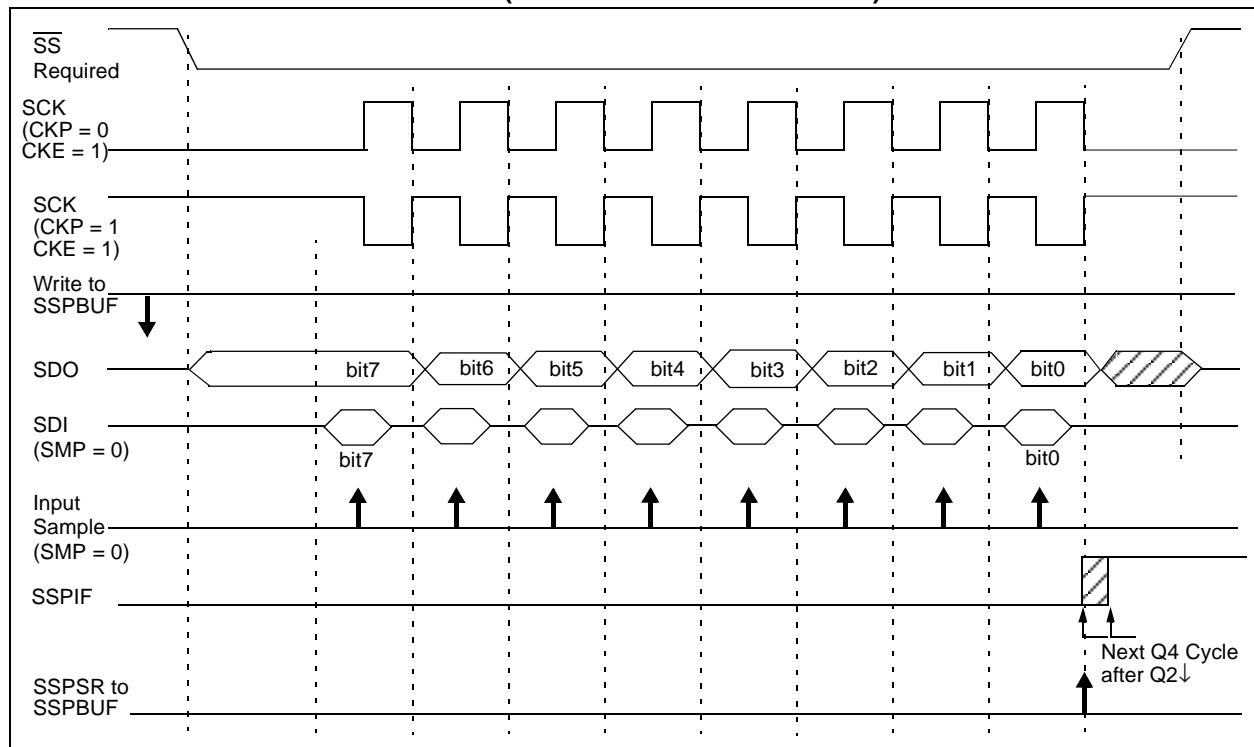 SS
Required
SCK
(CKP = 0
CKE = 1)
SCK
(CKP = 1
CKE = 1)
Write to
SSPBUF
SDO
bit7
bit6
bit5
bit4
bit3
bit2
bit1
bit0
SDI
(SMP = 0)
bit7
bit0
Input
Sample
(SMP = 0)
SSPIF
Next Q4 Cycle
after Q2↓
SSPSR to
SSPBUF